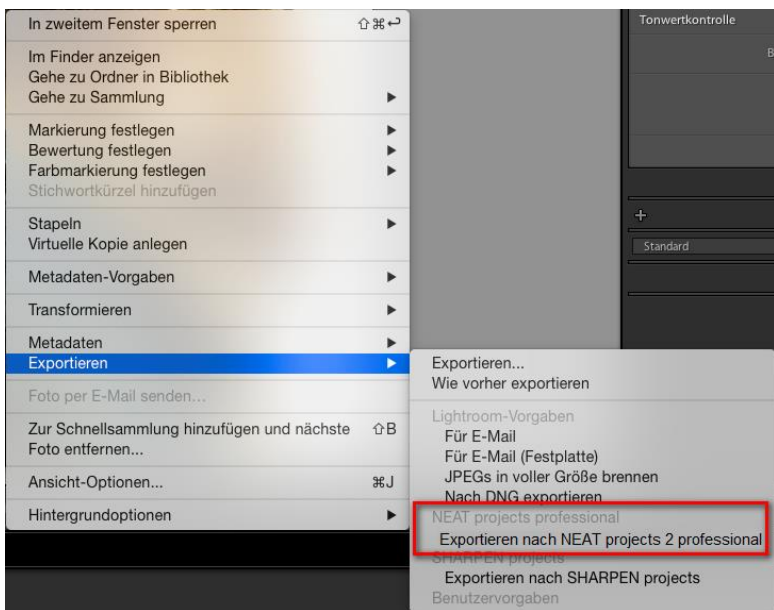 In zweitem Fenster sperren ⇧⌘↩
Im Finder anzeigen
Gehe zu Ordner in Bibliothek
Gehe zu Sammlung ▶
Markierung festlegen ▶
Bewertung festlegen ▶
Farbmarkierung festlegen ▶
Stichwortkürzel hinzufügen
Stapeln ▶
Virtuelle Kopie anlegen
Metadaten-Vorgaben ▶
Transformieren ▶
Metadaten ▶
Exportieren ▶
Foto per E-Mail senden...
Zur Schnellsammlung hinzufügen und nächste ⇧B
Foto entfernen...
Ansicht-Optionen... ⌘J
Hintergrundoptionen ▶
Exportieren...
Wie vorher exportieren
Lightroom-Vorgaben
Für E-Mail
Für E-Mail (Festplatte)
JPEGs in voller Größe brennen
Nach DNG exportieren
NEAT projects professional
Exportieren nach NEAT projects 2 professional
SHARPEN projects
Exportieren nach SHARPEN projects
Benutzervorgaben
Tonwertkontrolle
B
Standard